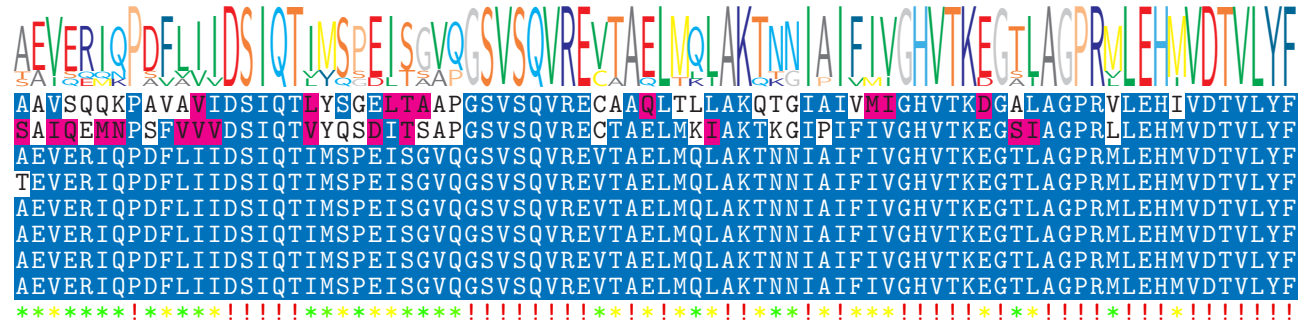 AEVERIQPDFLIIDSIQTIMSPEISGVQGSVSQVREVTAELMQLAKTNNIAIFIVGHVTKEGTLAGPRMLEHMVDTVLYF
AAVSQQKPAVAVIDSIQTLYSGELTAAPGSVSQVRECAAQLTLLAKQTGIAIVMIGHVTKDGALAGPRVLEHIVDTVLYF
SAIQEMNPSFVVVDSIQTVYQSDITSAPGSVSQVRECTAELMKIAKTKGIPIFIVGHVTKEGSIAGPRLLEHMVDTVLYF
AEVERIQPDFLIIDSIQTIMSPEISGVQGSVSQVREVTAELMQLAKTNNIAIFIVGHVTKEGTLAGPRMLEHMVDTVLYF
TEVERIQPDFLIIDSIQTIMSPEISGVQGSVSQVREVTAELMQLAKTNNIAIFIVGHVTKEGTLAGPRMLEHMVDTVLYF
AEVERIQPDFLIIDSIQTIMSPEISGVQGSVSQVREVTAELMQLAKTNNIAIFIVGHVTKEGTLAGPRMLEHMVDTVLYF
AEVERIQPDFLIIDSIQTIMSPEISGVQGSVSQVREVTAELMQLAKTNNIAIFIVGHVTKEGTLAGPRMLEHMVDTVLYF
AEVERIQPDFLIIDSIQTIMSPEISGVQGSVSQVREVTAELMQLAKTNNIAIFIVGHVTKEGTLAGPRMLEHMVDTVLYF
AEVERIQPDFLIIDSIQTIMSPEISGVQGSVSQVREVTAELMQLAKTNNIAIFIVGHVTKEGTLAGPRMLEHMVDTVLYF
*******!*****!!!!!**********!!!!!!!!**!*!***!!***!*!***!!!!!*!**!!!!*!!!*!!!!!!!